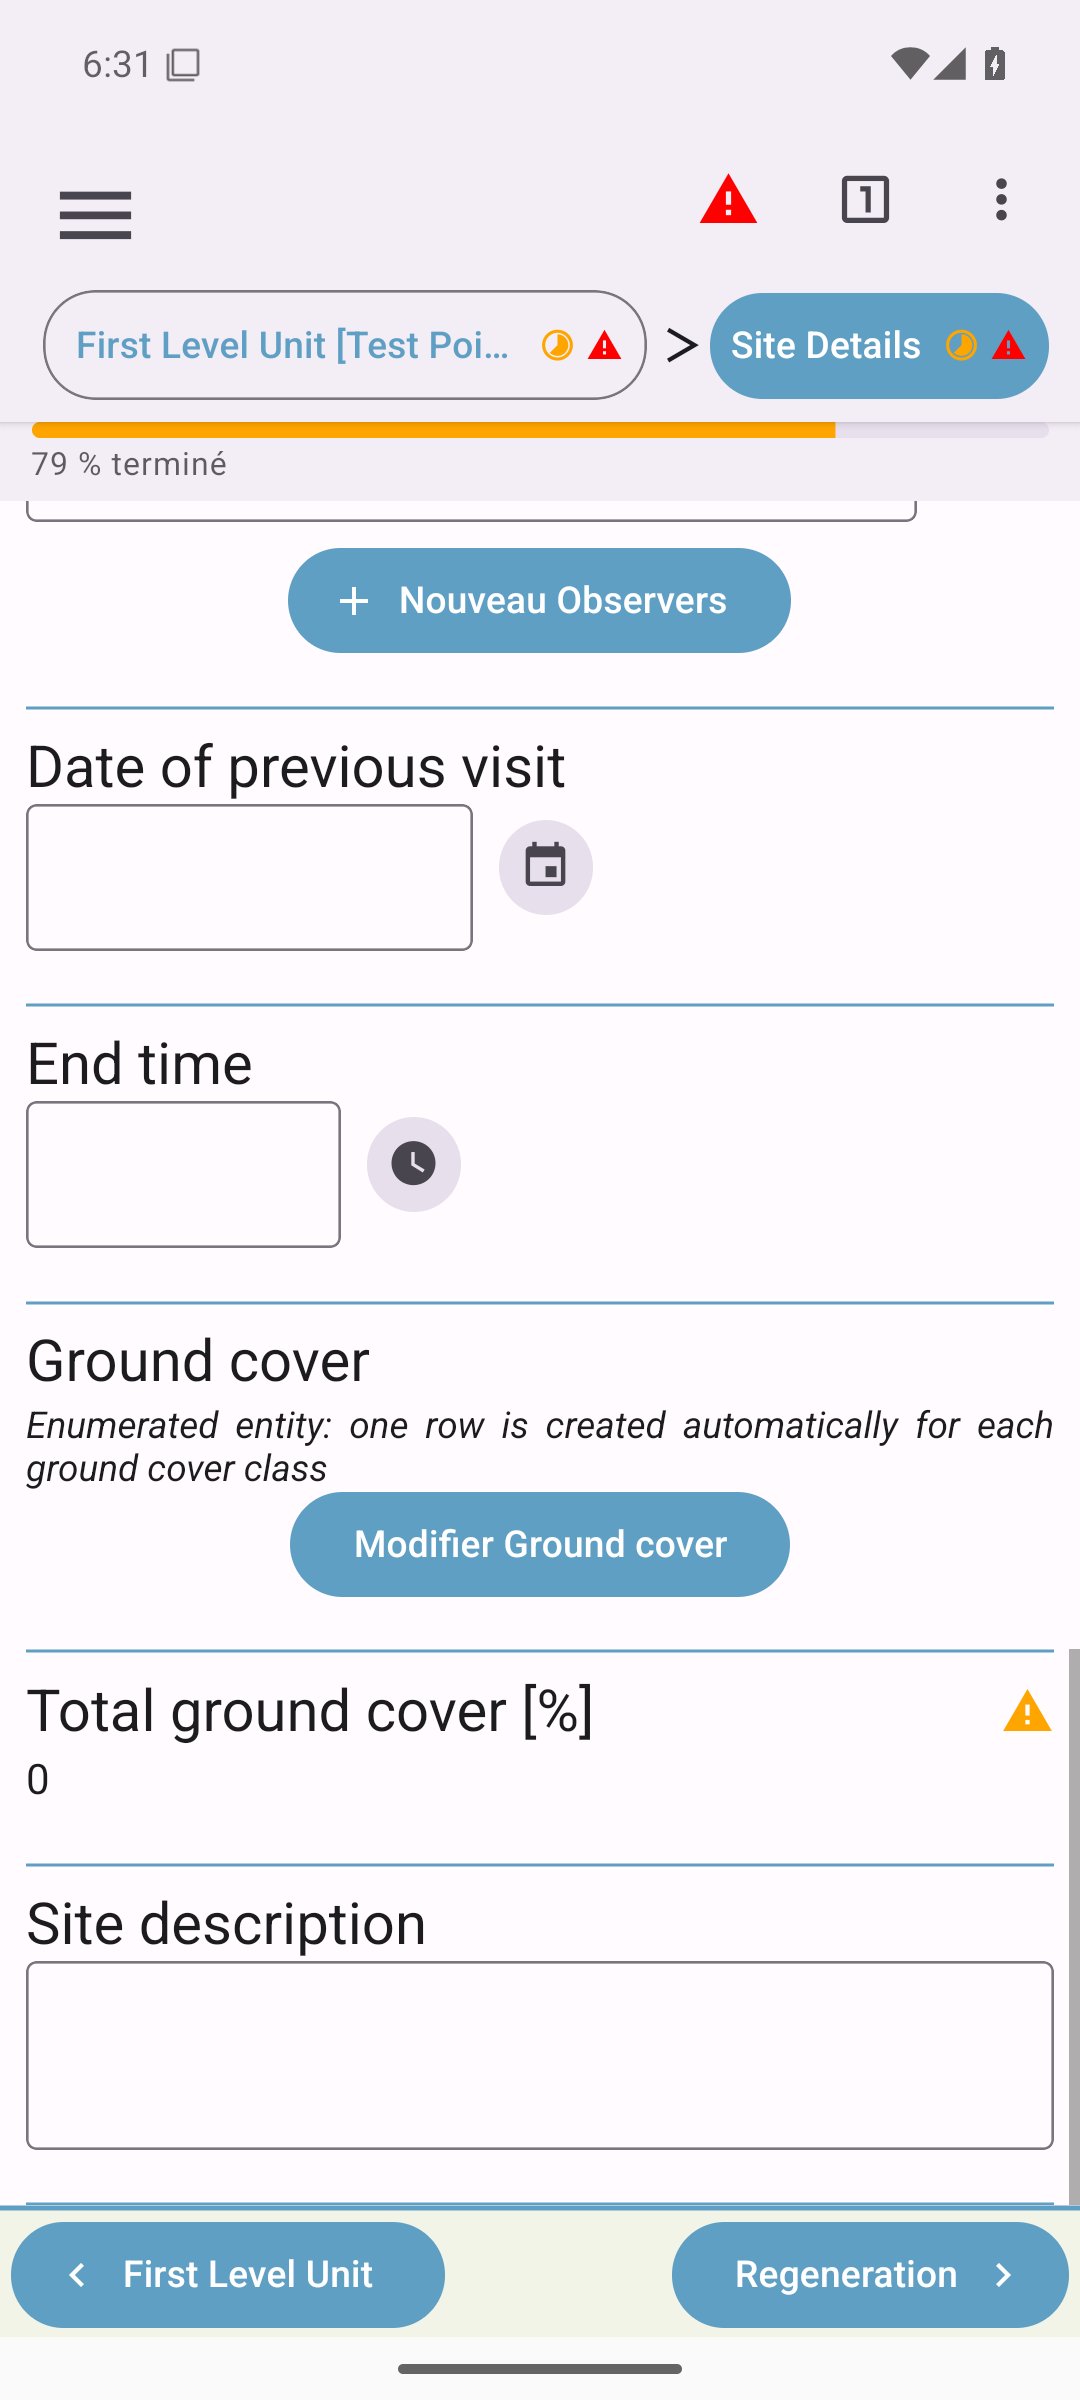 6:31
1
First Level Unit [Test Poi...
>
Site Details
79 % terminé
+ Nouveau Observers
Date of previous visit
End time
Ground cover
Enumerated entity: one row is created automatically for each
ground cover class
Modifier Ground cover
Total ground cover [%]
0
Site description
First Level Unit
Regeneration